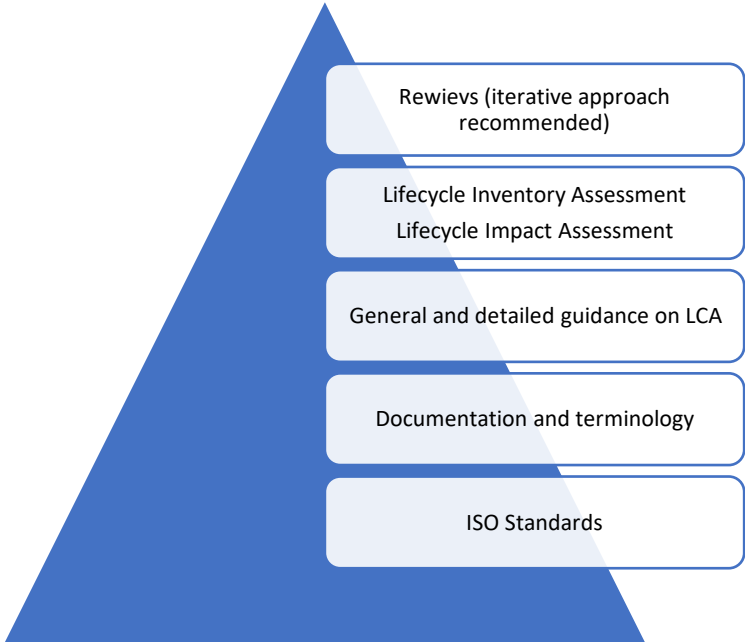 Rewievs (iterative approach
recommended)
Lifecycle Inventory Assessment
Lifecycle Impact Assessment
General and detailed guidance on LCA
Documentation and terminology
ISO Standards